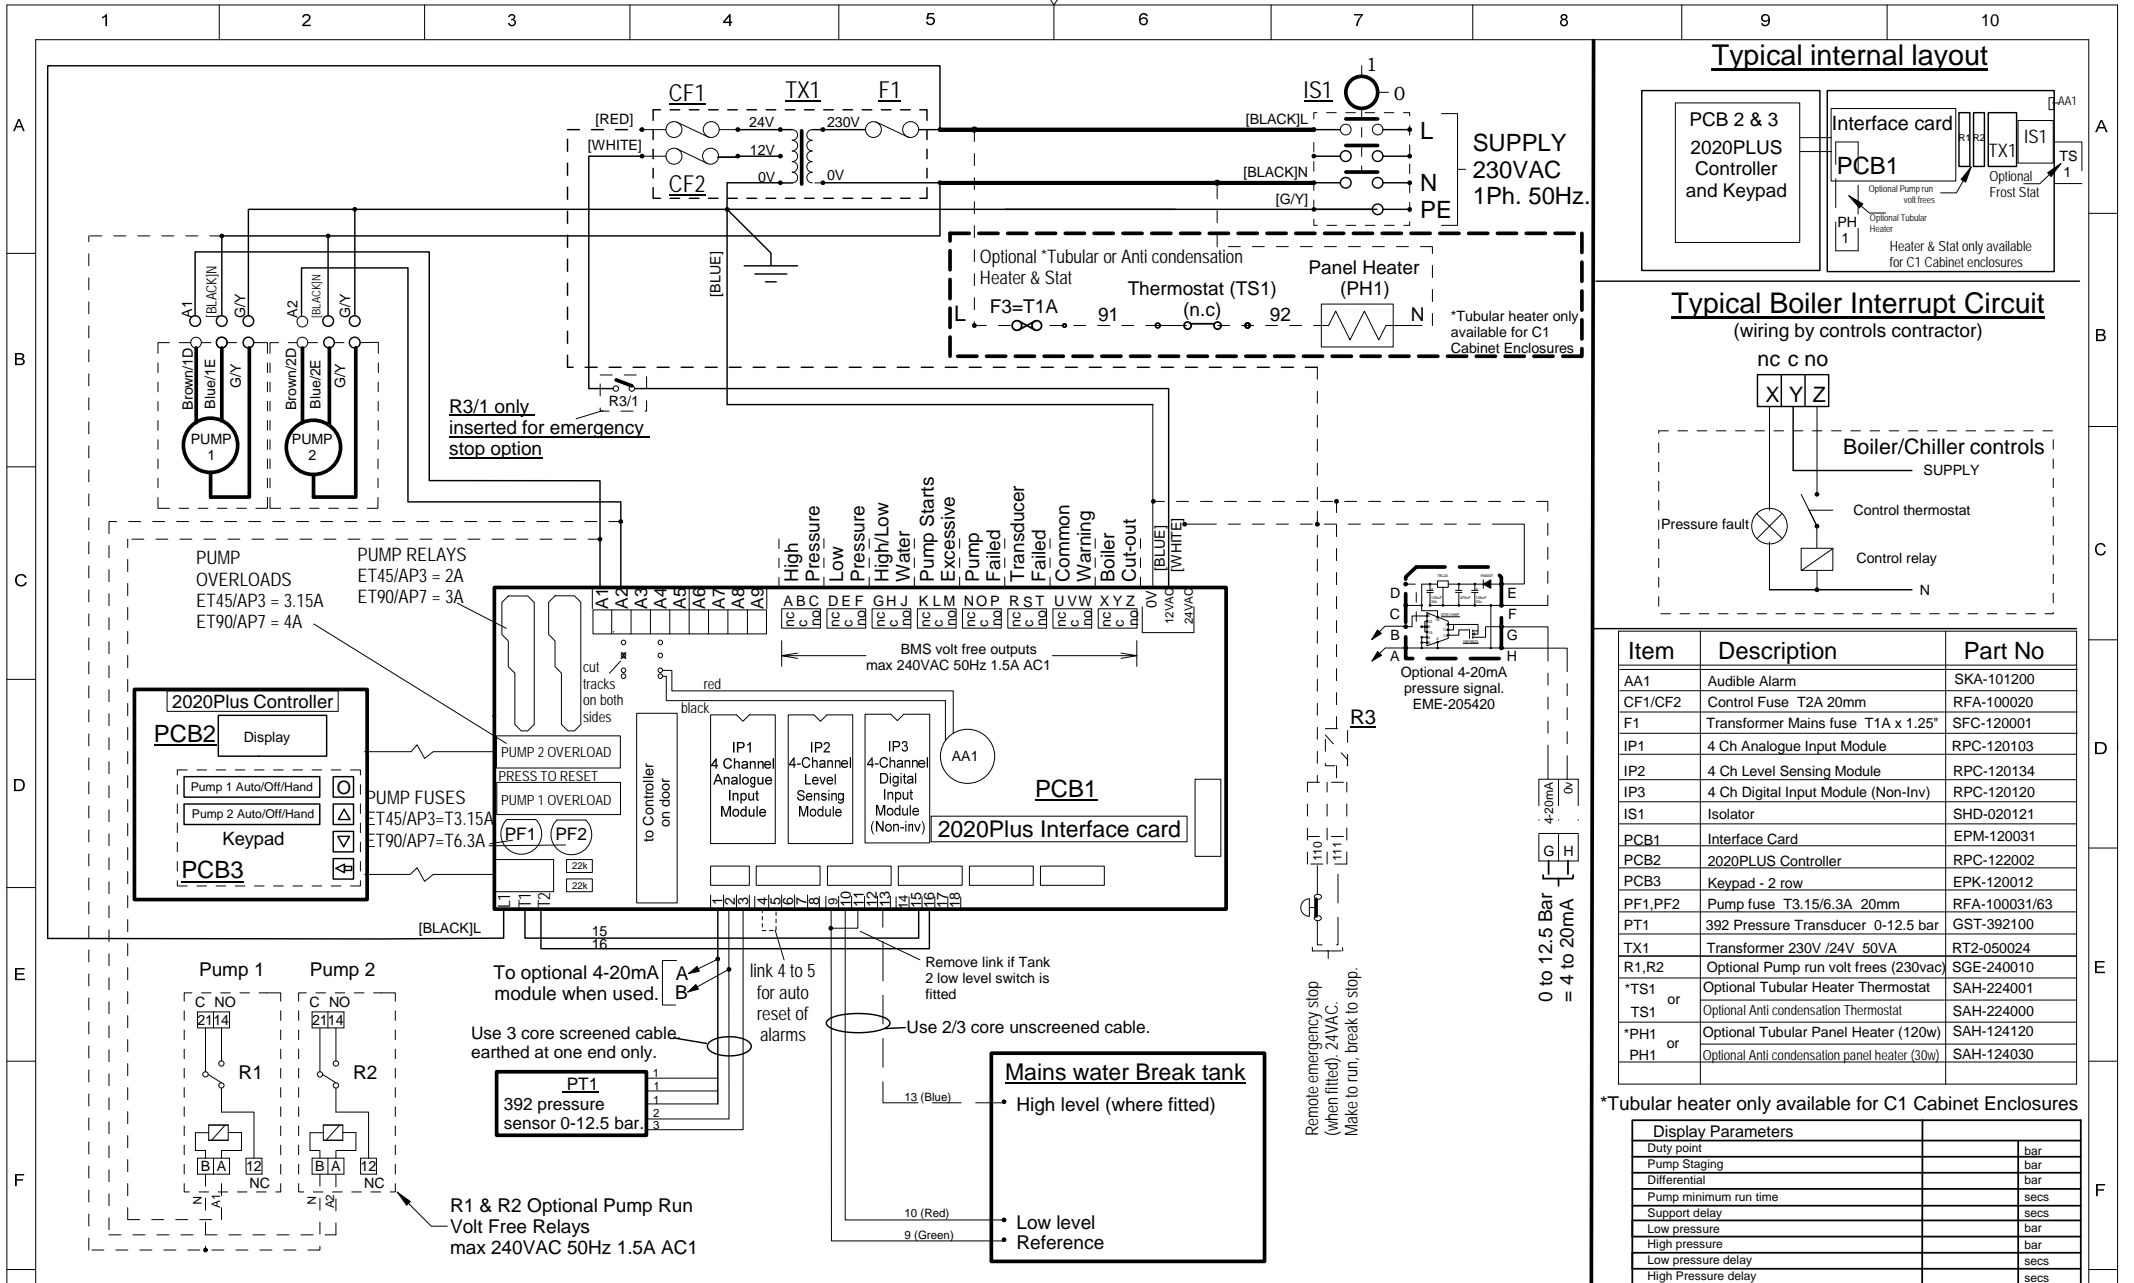 1 2 3 4 5 6 7 8 9 10
A
B
C
D
E
F
A
B
C
D
E
F
CF1
TX1
F1
[RED]
[WHITE]
24V
12V
0V
230V
0V
CF2
IS1
1
0
[BLACK]L
[BLACK]N
[G/Y]
L
N
PE
SUPPLY
230VAC
1Ph. 50Hz.
[BLUE]
Optional *Tubular or Anti condensation
Heater & Stat
L
F3=T1A
91
Thermostat (TS1)
(n.c)
92
Panel Heater
(PH1)
N
*Tubular heater only
available for C1
Cabinet Enclosures
A1
[BLACK]N
G/Y
A2
[BLACK]N
G/Y
Brown/1D
Blue/1E
G/Y
Brown/2D
Blue/2E
G/Y
PUMP
1
PUMP
2
R3/1
R3/1 only
inserted for emergency
stop option
PUMP
OVERLOADS
ET45/AP3 = 3.15A
ET90/AP7 = 4A
PUMP RELAYS
ET45/AP3 = 2A
ET90/AP7 = 3A
High
Pressure
Low
Pressure
High/Low
Water
Pump Starts
Excessive
Pump
Failed
Transducer
Failed
Common
Warning
Boiler
Cut-out
[BLUE]
[WHITE]
A1 A2 A3 A4 A5 A6 A7 A8 A9
A B C D E F G H J K L M N O P R S T U V W X Y Z
nc c no nc c no nc c no nc c no nc c no nc c no nc c no nc c no
0V
12VAC
24VAC
BMS volt free outputs
max 240VAC 50Hz 1.5A AC1
cut
tracks
on both
sides
red
black
2020Plus Controller
PCB2
Display
Pump 1 Auto/Off/Hand
Pump 2 Auto/Off/Hand
Keypad
PCB3
PUMP FUSES
ET45/AP3=T3.15A
ET90/AP7=T6.3A
PUMP 2 OVERLOAD
PRESS TO RESET
PUMP 1 OVERLOAD
PF1
PF2
22k
22k
to Controller
on door
IP1
4 Channel
Analogue
Input
Module
IP2
4-Channel
Level
Sensing
Module
IP3
4-Channel
Digital
Input
Module
(Non-inv)
AA1
PCB1
2020Plus Interface card
L1 T1 T2
1 2 3 4 5 6 7 8 9 10 11 12 13 14 15 16 17 18
[BLACK]L
15
16
To optional 4-20mA
module when used.
A
B
link 4 to 5
for auto
reset of
alarms
Remove link if Tank
2 low level switch is
fitted
Use 3 core screened cable
earthed at one end only.
Use 2/3 core unscreened cable.
PT1
392 pressure
sensor 0-12.5 bar.
1
1
1
2
3
Mains water Break tank
13 (Blue)
High level (where fitted)
10 (Red)
Low level
9 (Green)
Reference
Pump 1
Pump 2
C NO
21 14
R1
B A 12
NC
N A1
C NO
21 14
R2
B A 12
NC
N A2
R1 & R2 Optional Pump Run
Volt Free Relays
max 240VAC 50Hz 1.5A AC1
R3
110
111
Remote emergency stop
(when fitted). 24VAC.
Make to run, break to stop.
D
C
B
A
E
F
G
H
Optional 4-20mA
pressure signal.
EME-205420
4-20mA
0v
G H
0 to 12.5 Bar
= 4 to 20mA
Typical internal layout
PCB 2 & 3
2020PLUS
Controller
and Keypad
Interface card
PCB1
R1
R2
TX1
IS1
AA1
TS
1
Optional
Frost Stat
Optional Pump run
volt frees
Optional Tubular
Heater
PH
1
Heater & Stat only available
for C1 Cabinet enclosures
Typical Boiler Interrupt Circuit
(wiring by controls contractor)
nc c no
X Y Z
Boiler/Chiller controls
SUPPLY
Pressure fault
Control thermostat
Control relay
N
Item Description Part No
AA1 Audible Alarm SKA-101200
CF1/CF2 Control Fuse T2A 20mm RFA-100020
F1 Transformer Mains fuse T1A x 1.25" SFC-120001
IP1 4 Ch Analogue Input Module RPC-120103
IP2 4 Ch Level Sensing Module RPC-120134
IP3 4 Ch Digital Input Module (Non-Inv) RPC-120120
IS1 Isolator SHD-020121
PCB1 Interface Card EPM-120031
PCB2 2020PLUS Controller RPC-122002
PCB3 Keypad - 2 row EPK-120012
PF1,PF2 Pump fuse T3.15/6.3A 20mm RFA-100031/63
PT1 392 Pressure Transducer 0-12.5 bar GST-392100
TX1 Transformer 230V /24V 50VA RT2-050024
R1,R2 Optional Pump run volt frees (230vac) SGE-240010
*TS1 Optional Tubular Heater Thermostat SAH-224001
or
TS1 Optional Anti condensation Thermostat SAH-224000
*PH1 Optional Tubular Panel Heater (120w) SAH-124120
or
PH1 Optional Anti condensation panel heater (30w) SAH-124030
*Tubular heater only available for C1 Cabinet Enclosures
Display Parameters
Duty point bar
Pump Staging bar
Differential bar
Pump minimum run time secs
Support delay secs
Low pressure bar
High pressure bar
Low pressure delay secs
High Pressure delay secs